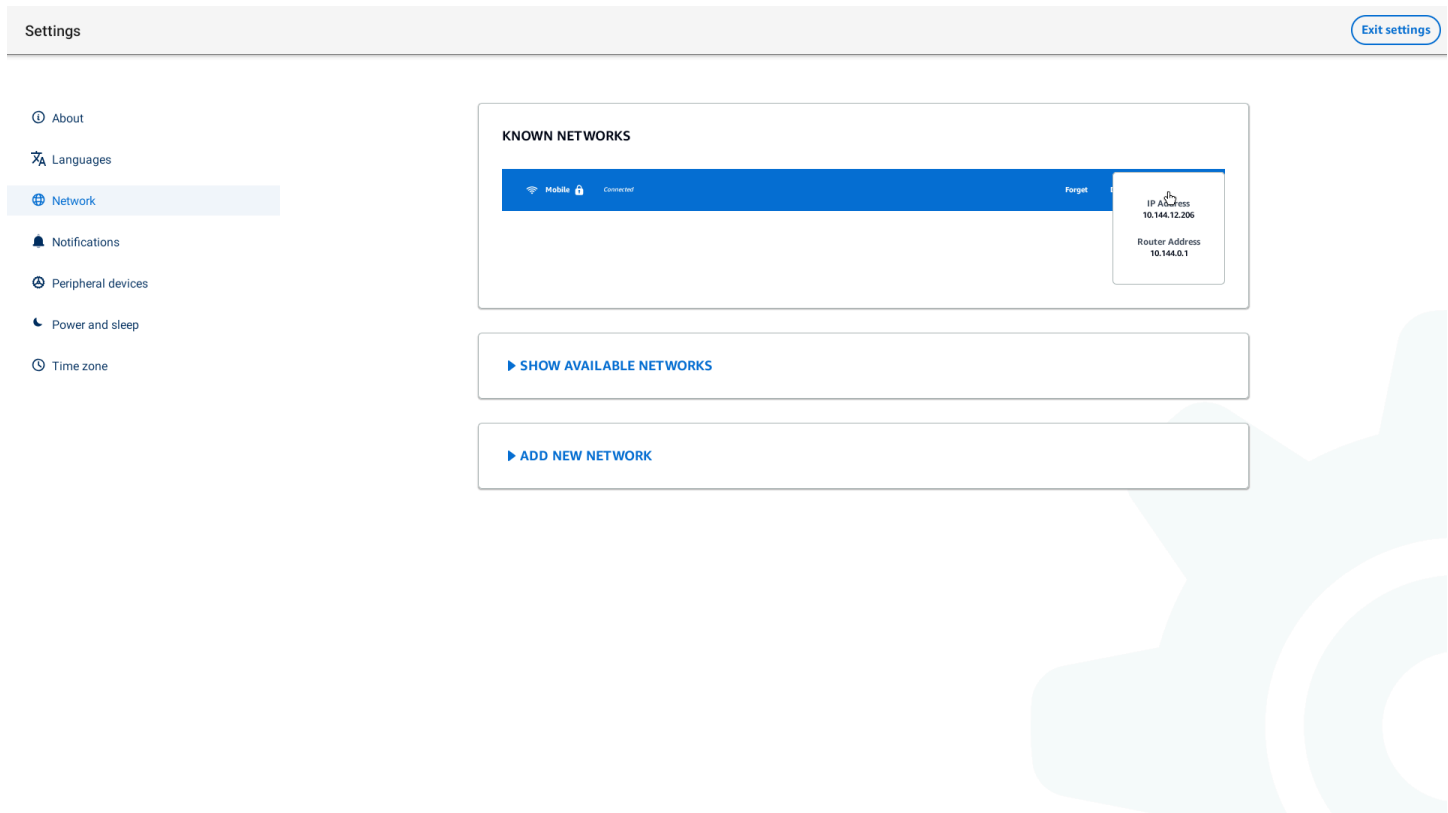 Settings
Exit settings
About
Languages
Network
Notifications
Peripheral devices
Power and sleep
Time zone
KNOWN NETWORKS
Mobile
Connected
Forget
IP Address
10.144.12.206
Router Address
10.144.0.1
SHOW AVAILABLE NETWORKS
ADD NEW NETWORK